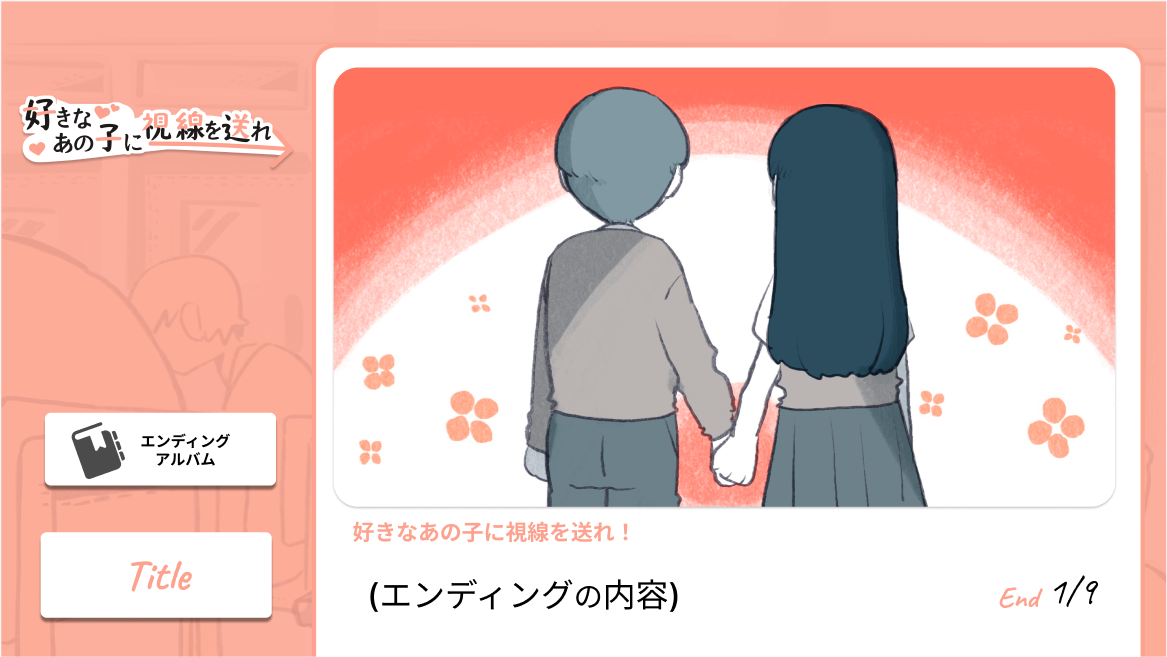 好きな
あの子に視線を送れ
エンディング
アルバム
Title
好きなあの子に視線を送れ！
(エンディングの内容)
End 1/9